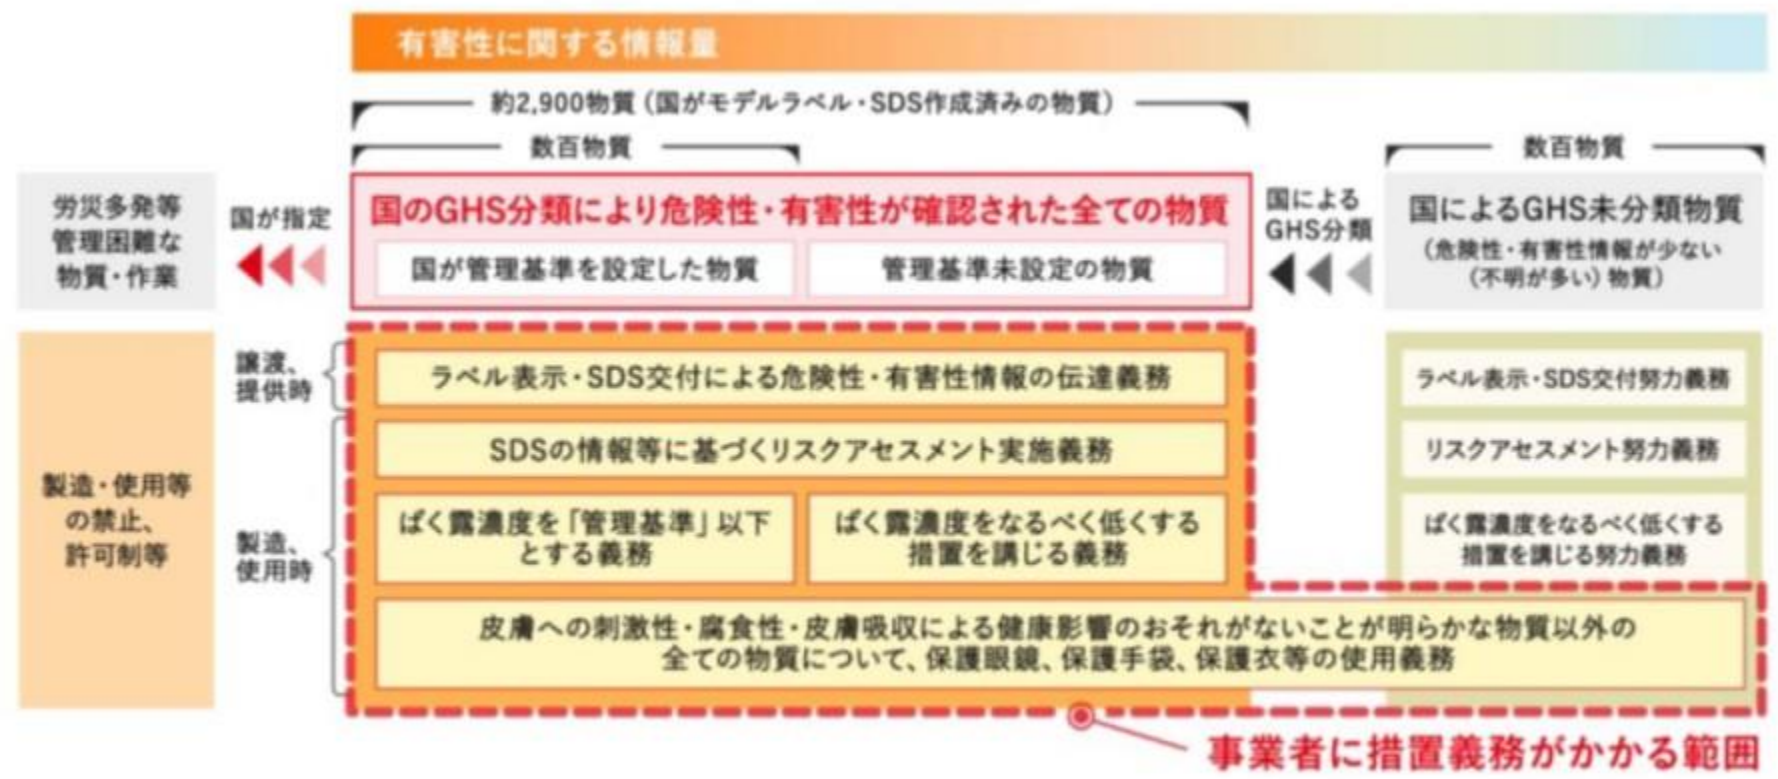 有害性に関する情報量
約2,900物質(国がモデルラベル・SDS作成済みの物質)
数百物質
数百物質
労災多発等
管理困難な
物質・作業
国が指定
国のGHS分類により危険性・有害性が確認された全ての物質
国が管理基準を設定した物質
管理基準未設定の物質
国による
GHS分類
国によるGHS未分類物質
(危険性・有害性情報が少ない
(不明が多い)物質)
製造・使用等
の禁止、
許可制等
譲渡、
提供時
ラベル表示・SDS交付による危険性・有害性情報の伝達義務
ラベル表示・SDS交付努力義務
製造、
使用時
SDSの情報等に基づくリスクアセスメント実施義務
リスクアセスメント努力義務
ばく露濃度を「管理基準」以下
とする義務
ばく露濃度をなるべく低くする
措置を講じる義務
ばく露濃度をなるべく低くする
措置を講じる努力義務
皮膚への刺激性・腐食性・皮膚吸収による健康影響のおそれがないことが明らかな物質以外の
全ての物質について、保護眼鏡、保護手袋、保護衣等の使用義務
事業者に措置義務がかかる範囲